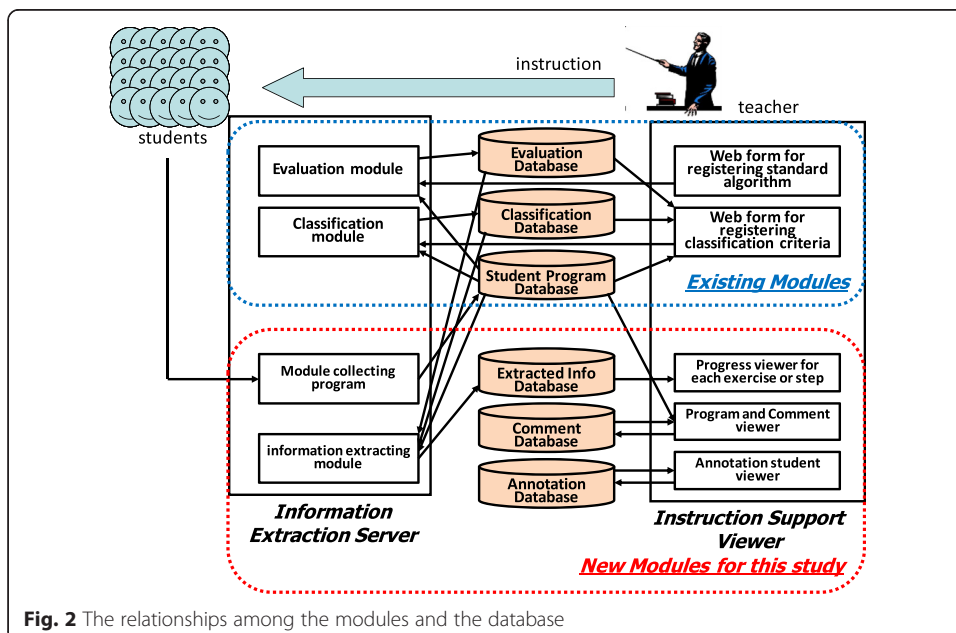 instruction
teacher
students
Evaluation module
Classification
module
Evaluation
Database
Classification
Database
Student Program
Database
Web form for
registering standard
algorithm
Web form for
registering
classification criteria
Existing Modules
Module collecting
program
information extracting
module
Extracted Info
Database
Comment
Database
Annotation
Database
Progress viewer for
each exercise or step
Program and Comment
viewer
Annotation student
viewer
Information
Extraction Server
Instruction Support
Viewer
New Modules for this study
Fig. 2 The relationships among the modules and the database